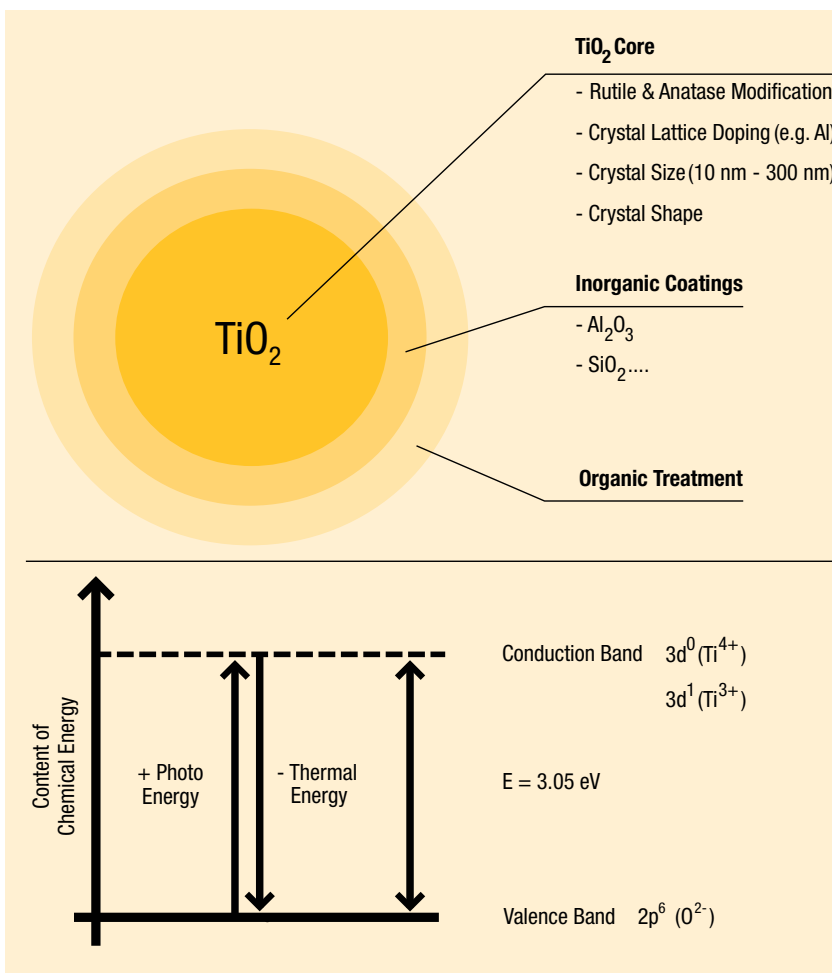 TiO₂ Core
- Rutile & Anatase Modification
- Crystal Lattice Doping (e.g. Al)
- Crystal Size (10 nm - 300 nm)
- Crystal Shape
TiO₂
Inorganic Coatings
- Al₂O₃
- SiO₂....
Organic Treatment
Content of
Chemical Energy
+ Photo
Energy
- Thermal
Energy
Conduction Band 3d⁰ (Ti⁴⁺)
3d¹ (Ti³⁺)
E = 3.05 eV
Valence Band 2p⁶ (O²⁻)